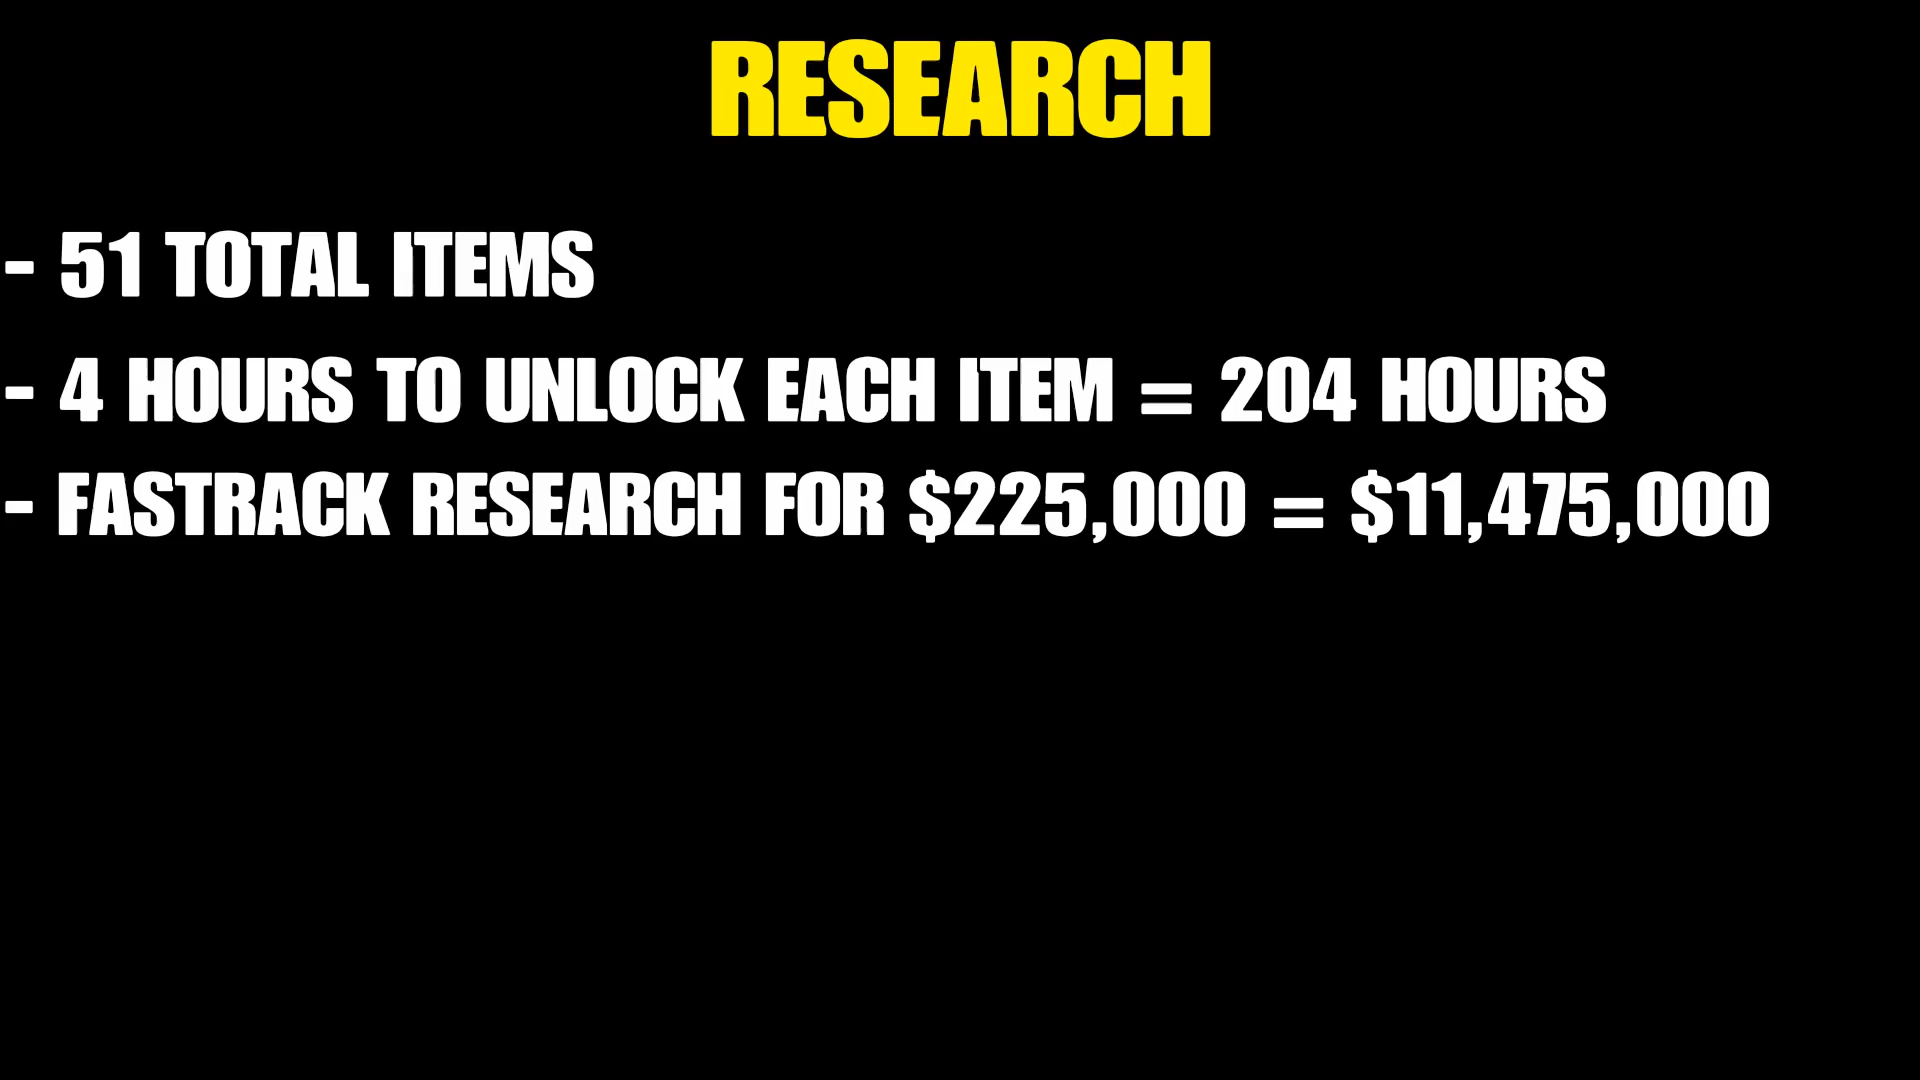 RESEARCH
- 51 TOTAL ITEMS
- 4 HOURS TO UNLOCK EACH ITEM = 204 HOURS
- FASTRACK RESEARCH FOR $225,000 = $11,475,000